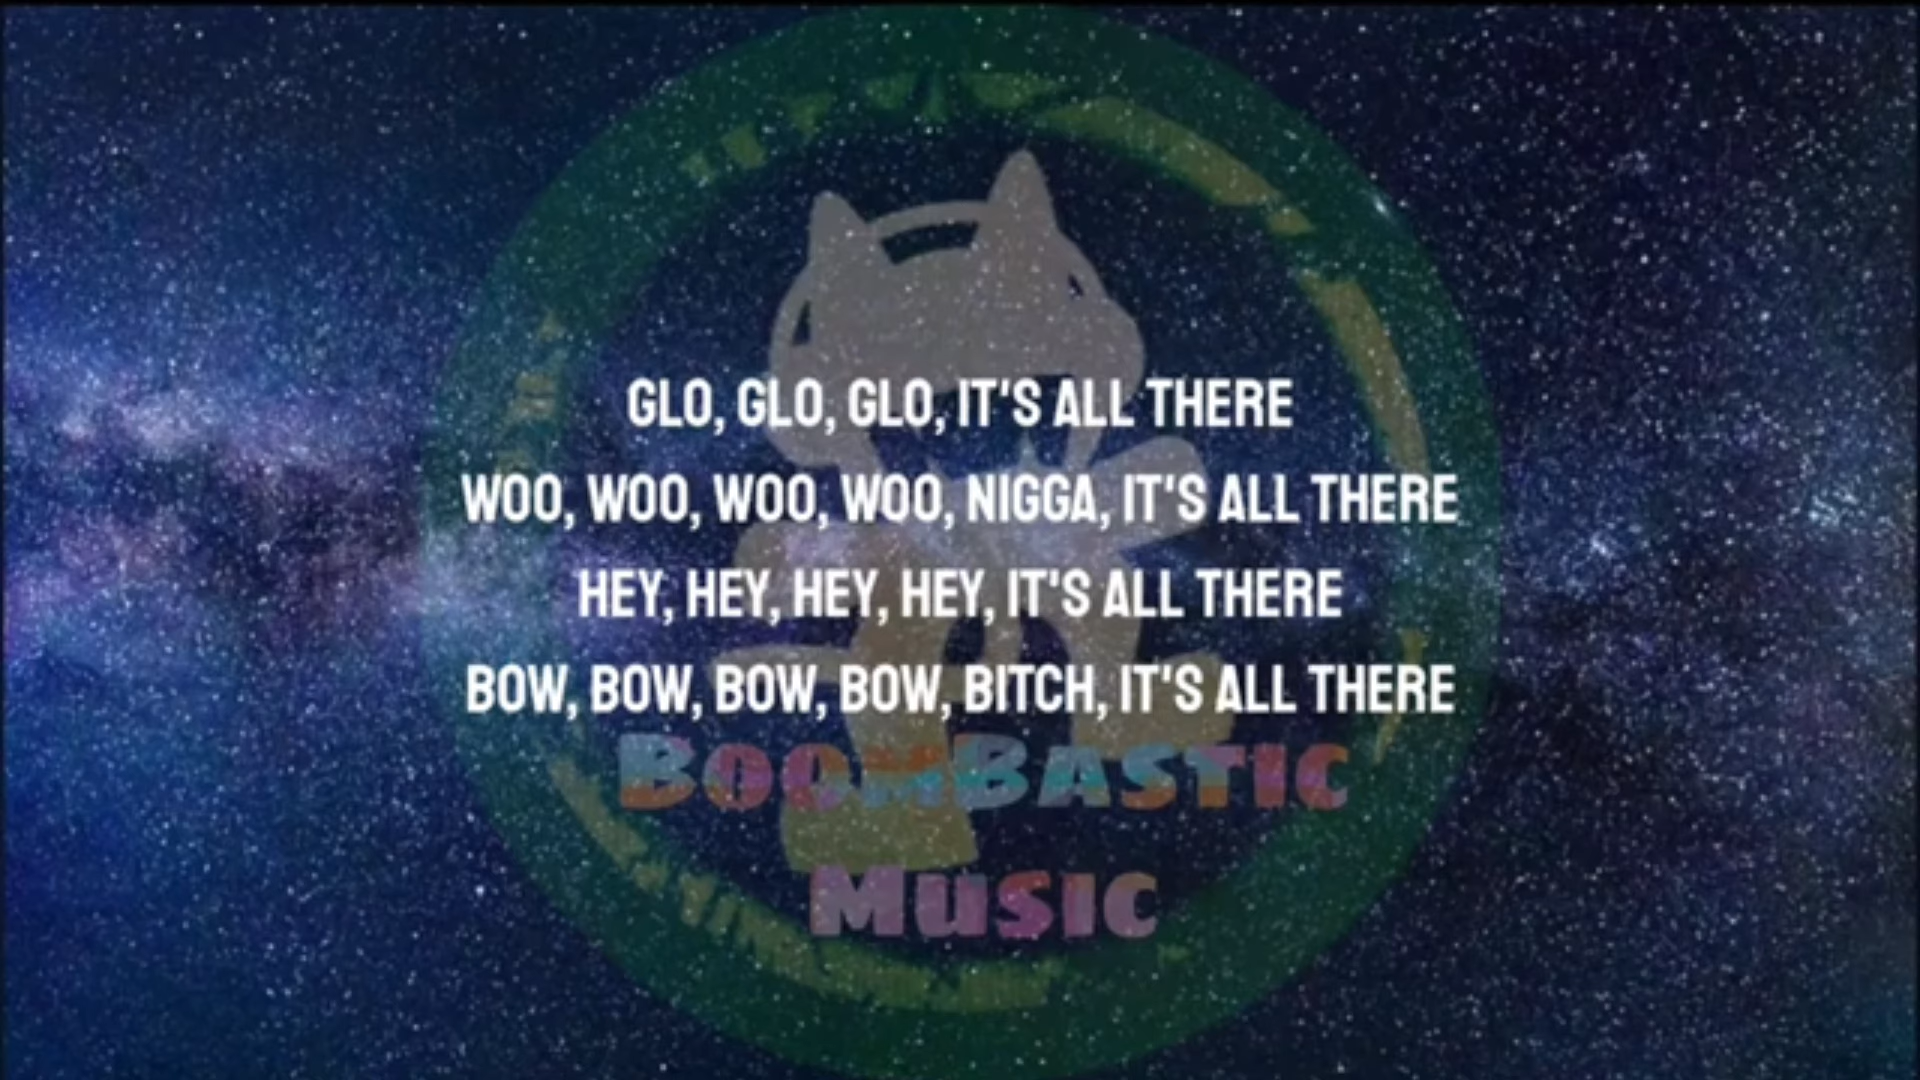 GLO, GLO, GLO, IT'S ALL THERE
WOO, WOO, WOO, WOO, NIGGA, IT'S ALL THERE
HEY, HEY, HEY, HEY, IT'S ALL THERE
BOW, BOW, BOW, BOW, BITCH, IT'S ALL THERE
BOOMBASTIC
MUSIC